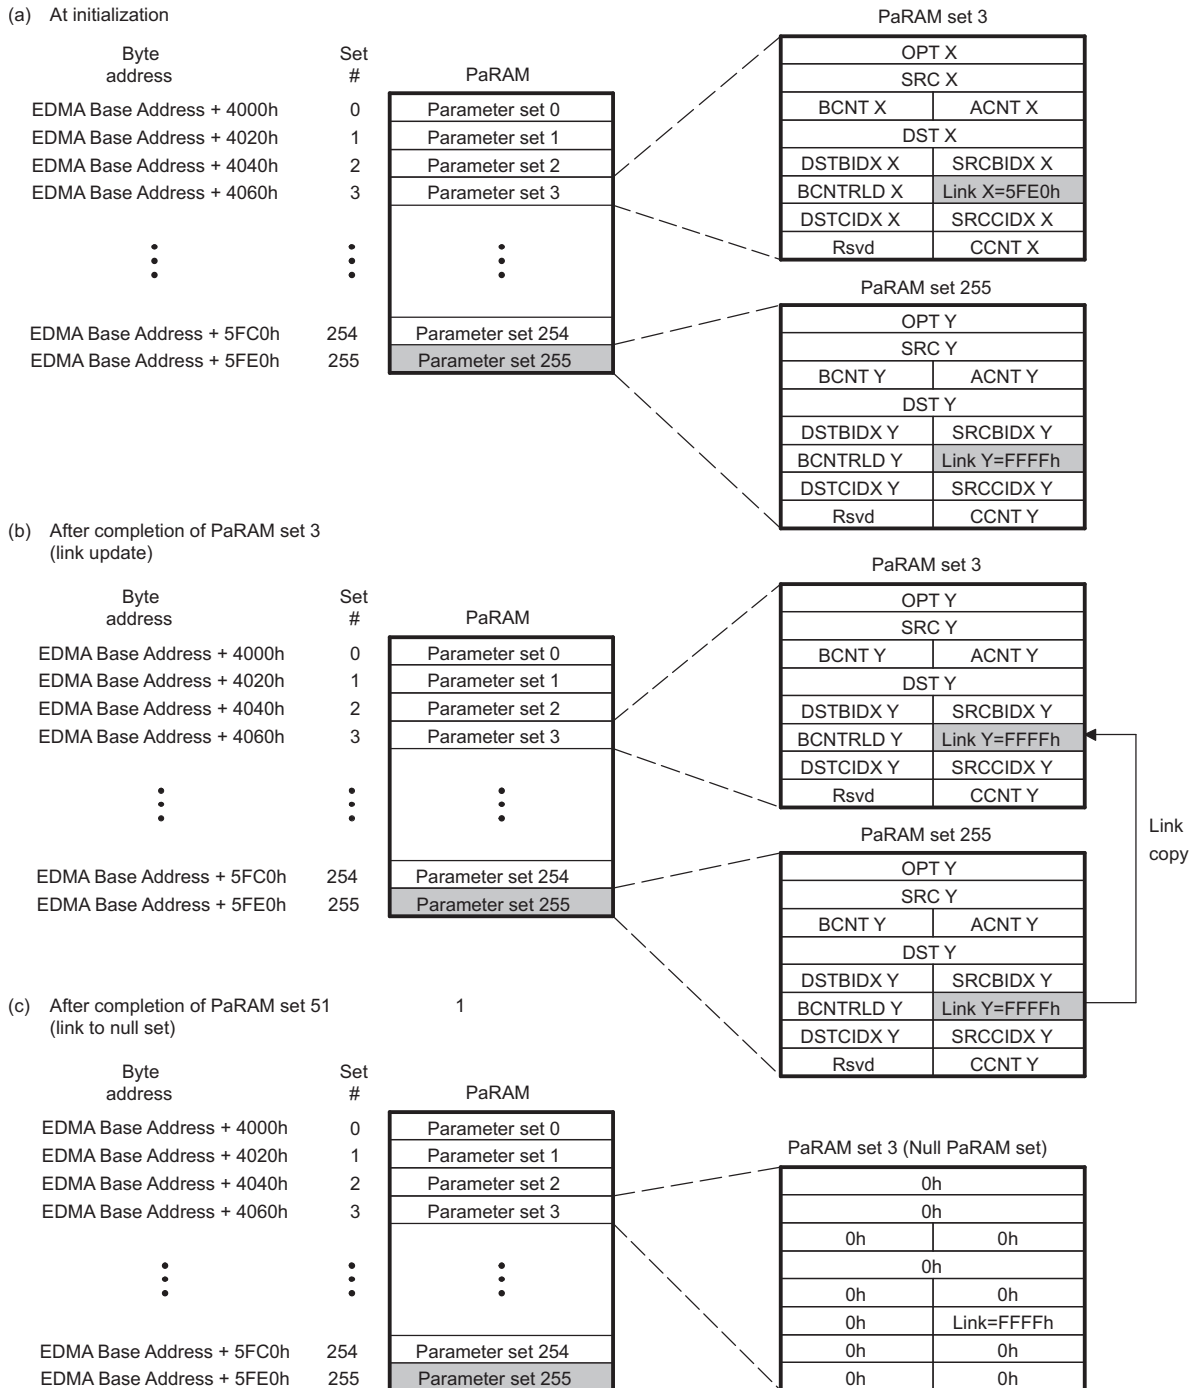 (a) At initialization
PaRAM set 3
Byte address
Set #
PaRAM
EDMA Base Address + 4000h 0 Parameter set 0
EDMA Base Address + 4020h 1 Parameter set 1
EDMA Base Address + 4040h 2 Parameter set 2
EDMA Base Address + 4060h 3 Parameter set 3
EDMA Base Address + 5FC0h 254 Parameter set 254
EDMA Base Address + 5FE0h 255 Parameter set 255
OPT X
SRC X
BCNT X ACNT X
DST X
DSTBIDX X SRCBIDX X
BCNTRLD X Link X=5FE0h
DSTCIDX X SRCCIDX X
Rsvd CCNT X
PaRAM set 255
OPT Y
SRC Y
BCNT Y ACNT Y
DST Y
DSTBIDX Y SRCBIDX Y
BCNTRLD Y Link Y=FFFFh
DSTCIDX Y SRCCIDX Y
Rsvd CCNT Y
(b) After completion of PaRAM set 3
(link update)
Byte address
Set #
PaRAM
EDMA Base Address + 4000h 0 Parameter set 0
EDMA Base Address + 4020h 1 Parameter set 1
EDMA Base Address + 4040h 2 Parameter set 2
EDMA Base Address + 4060h 3 Parameter set 3
EDMA Base Address + 5FC0h 254 Parameter set 254
EDMA Base Address + 5FE0h 255 Parameter set 255
PaRAM set 3
OPT Y
SRC Y
BCNT Y ACNT Y
DST Y
DSTBIDX Y SRCBIDX Y
BCNTRLD Y Link Y=FFFFh
DSTCIDX Y SRCCIDX Y
Rsvd CCNT Y
Link
copy
PaRAM set 255
OPT Y
SRC Y
BCNT Y ACNT Y
DST Y
DSTBIDX Y SRCBIDX Y
BCNTRLD Y Link Y=FFFFh
DSTCIDX Y SRCCIDX Y
Rsvd CCNT Y
(c) After completion of PaRAM set 51 1
(link to null set)
Byte address
Set #
PaRAM
EDMA Base Address + 4000h 0 Parameter set 0
EDMA Base Address + 4020h 1 Parameter set 1
EDMA Base Address + 4040h 2 Parameter set 2
EDMA Base Address + 4060h 3 Parameter set 3
EDMA Base Address + 5FC0h 254 Parameter set 254
EDMA Base Address + 5FE0h 255 Parameter set 255
PaRAM set 3 (Null PaRAM set)
0h
0h
0h 0h
0h
0h 0h
0h Link=FFFFh
0h 0h
0h 0h